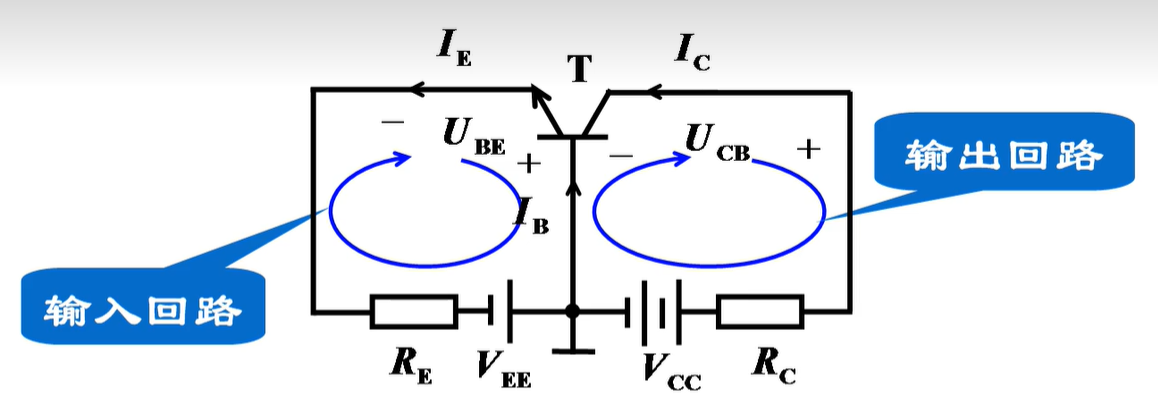 I_E T I_C
− U_BE + − U_CB +
输出回路
I_B
输入回路
R_E V_EE V_CC R_C